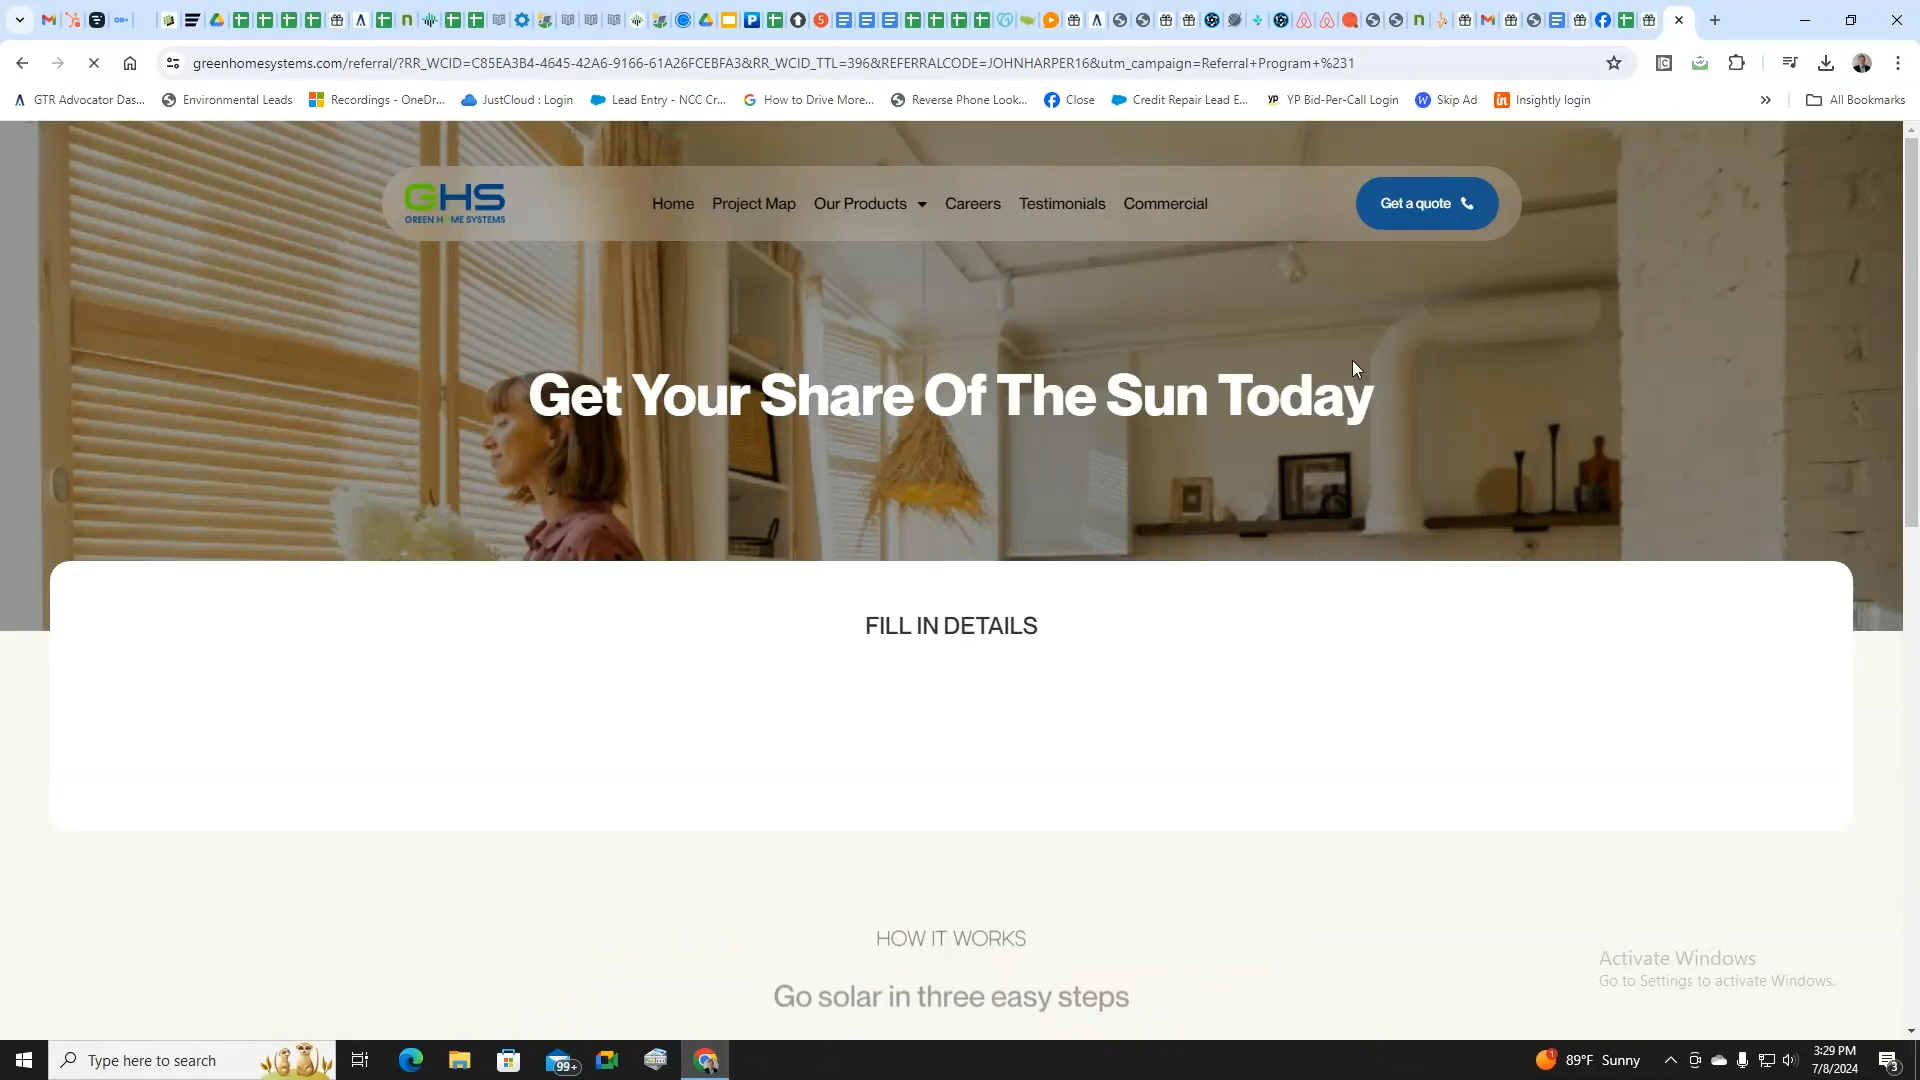 greenhomesystems.com/referral/?RR_WCID=C85EA3B4-4645-42A6-9166-61A26FCEBFA3&RR_WCID_TTL=396&REFERRALCODE=JOHNHARPER16&utm_campaign=Referral+Program+%231
GTR Advocator Das... Environmental Leads Recordings - OneDr... JustCloud : Login Lead Entry - NCC Cr... How to Drive More... Reverse Phone Look... Close Credit Repair Lead E... YP Bid-Per-Call Login Skip Ad Insightly login » All Bookmarks
GHS
GREEN HOME SYSTEMS
Home Project Map Our Products Careers Testimonials Commercial Get a quote
Get Your Share Of The Sun Today
FILL IN DETAILS
HOW IT WORKS
Go solar in three easy steps
Activate Windows
Go to Settings to activate Windows.
Type here to search 99+ 89°F Sunny 3:29 PM
7/8/2024 3